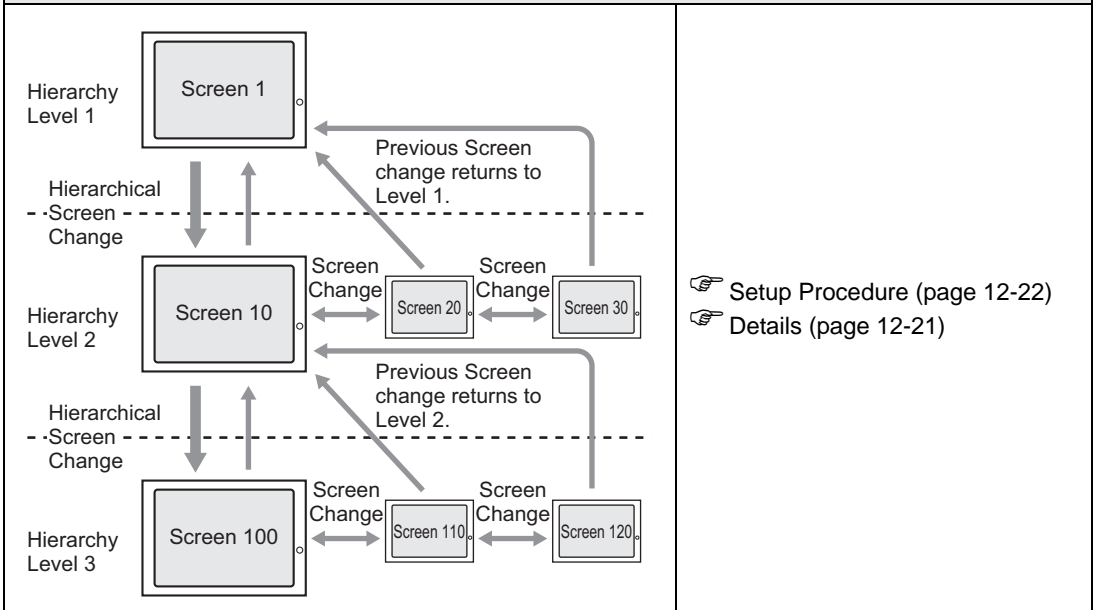 Hierarchy
Level 1
Screen 1
Previous Screen
change returns to
Level 1.
Hierarchical
Screen
Change
Hierarchy
Level 2
Screen 10
Screen
Change
Screen 20
Screen
Change
Screen 30
Previous Screen
change returns to
Level 2.
Hierarchical
Screen
Change
Hierarchy
Level 3
Screen 100
Screen
Change
Screen 110
Screen
Change
Screen 120
Setup Procedure (page 12-22)
Details (page 12-21)